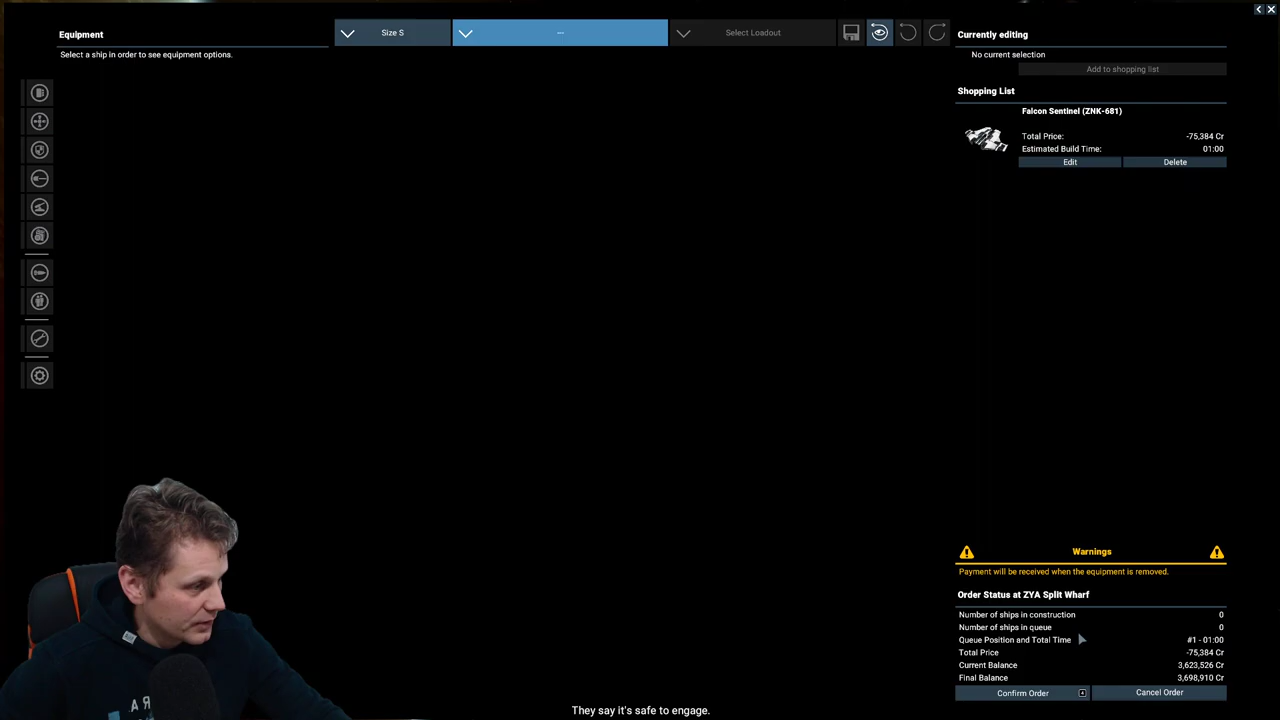 Equipment
Select a ship in order to see equipment options.
Size S
---
Select Loadout
Currently editing
No current selection
Add to shopping list
Shopping List
Falcon Sentinel (ZNK-681)
Total Price: -75,384 Cr
Estimated Build Time: 01:00
Edit Delete
Warnings
Payment will be received when the equipment is removed.
Order Status at ZYA Split Wharf
Number of ships in construction 0
Number of ships in queue 0
Queue Position and Total Time #1 - 01:00
Total Price -75,384 Cr
Current Balance 3,623,526 Cr
Final Balance 3,698,910 Cr
Confirm Order Cancel Order
They say it's safe to engage.